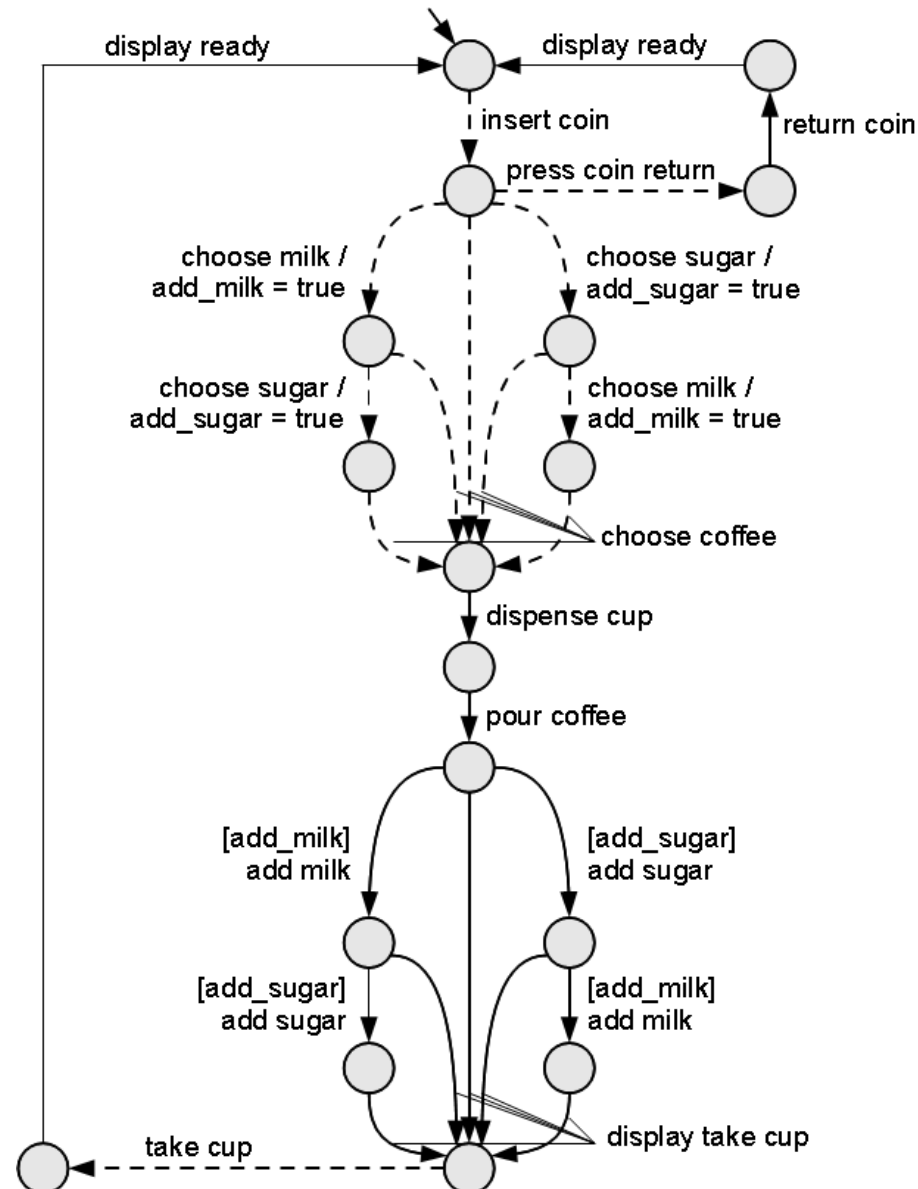 display ready
display ready
insert coin
return coin
press coin return
choose milk /
add_milk = true
choose sugar /
add_sugar = true
choose sugar /
add_sugar = true
choose milk /
add_milk = true
choose coffee
dispense cup
pour coffee
[add_milk]
add milk
[add_sugar]
add sugar
[add_sugar]
add sugar
[add_milk]
add milk
display take cup
take cup